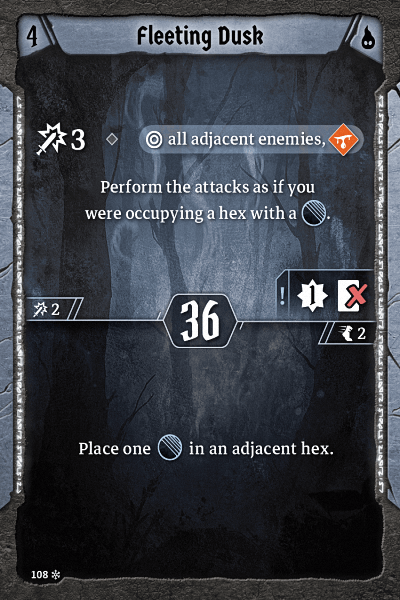 4 Fleeting Dusk
3 all adjacent enemies,
Perform the attacks as if you
were occupying a hex with a .
! 1
2 36 2
Place one in an adjacent hex.
108